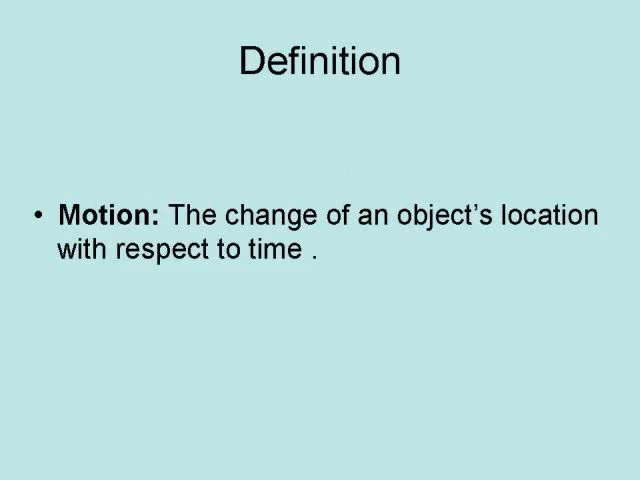 Definition
• Motion: The change of an object's location
with respect to time .